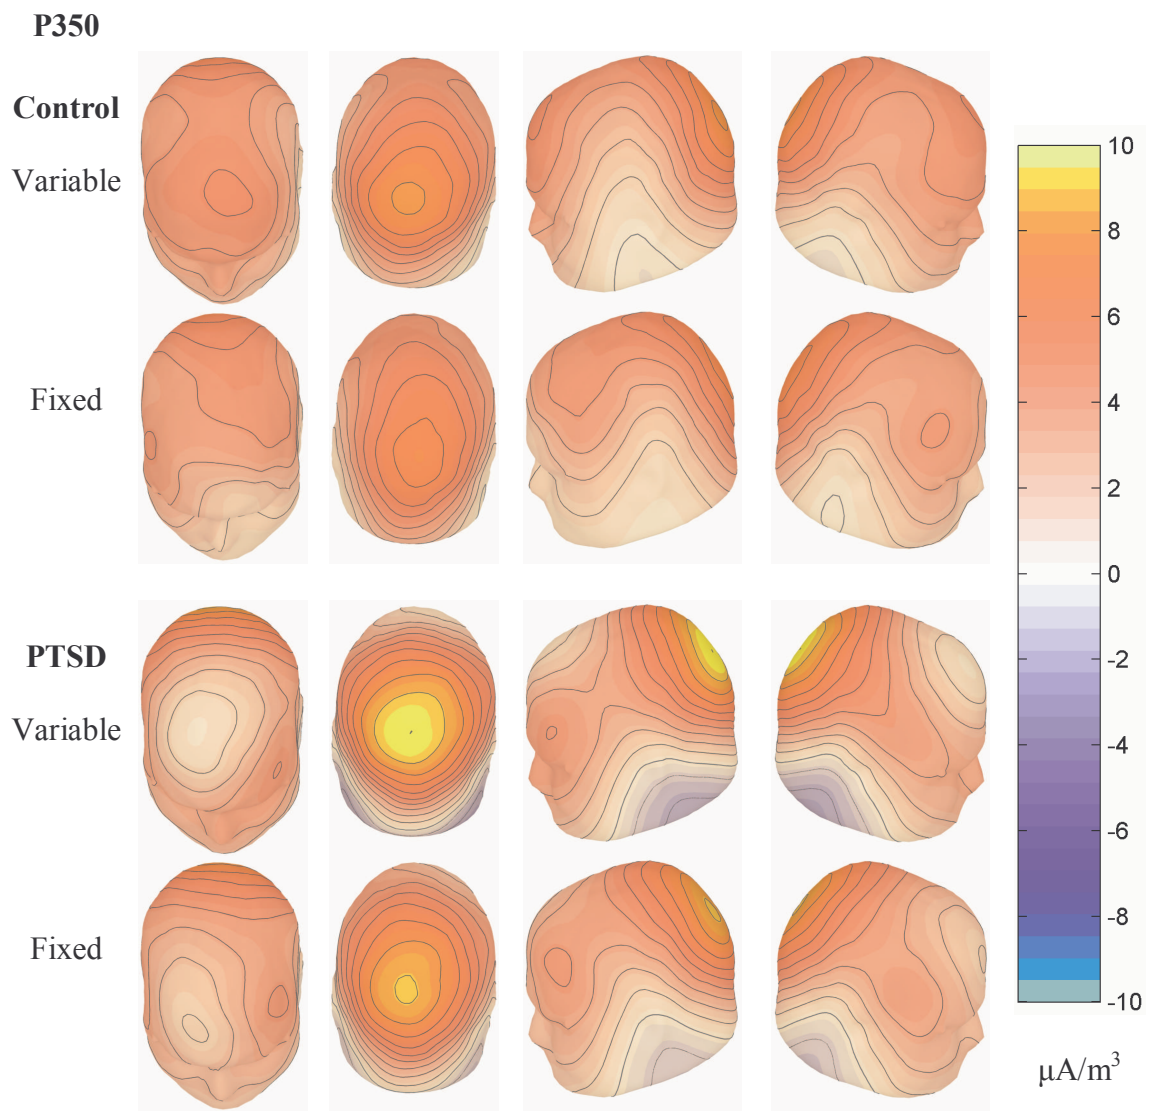 P350
Control
Variable
Fixed
PTSD
Variable
Fixed
10
8
6
4
2
0
-2
-4
-6
-8
-10
μA/m³